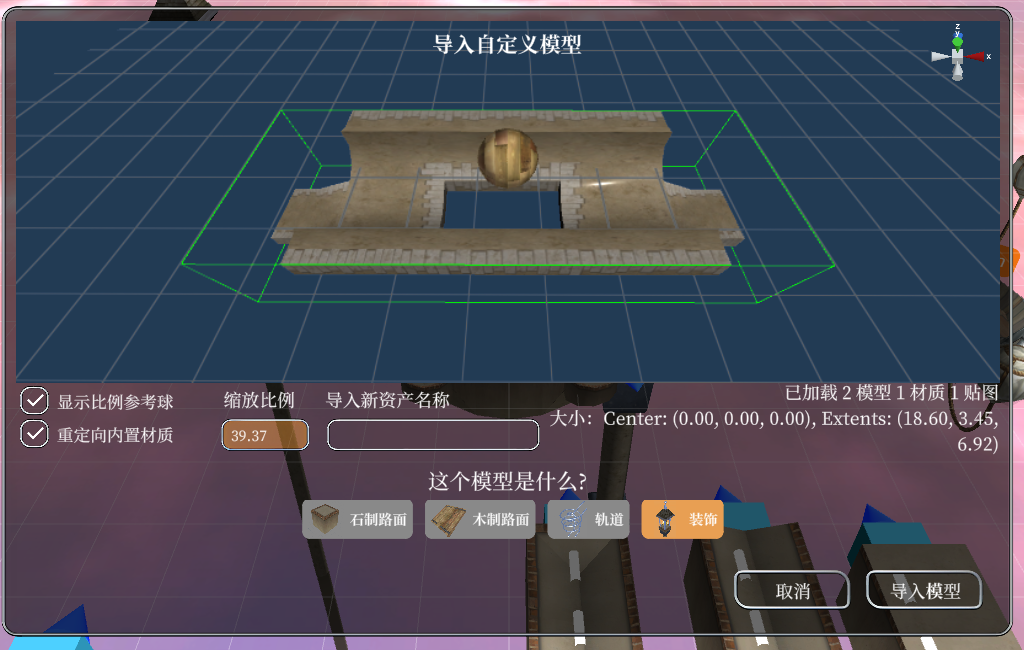 导入自定义模型
z
y
x
显示比例参考球
重定向内置材质
缩放比例
39.37
导入新资产名称
已加载 2 模型 1 材质 1 贴图
大小: Center: (0.00, 0.00, 0.00), Extents: (18.60, 3.45,
6.92)
这个模型是什么?
石制路面
木制路面
轨道
装饰
取消
导入模型